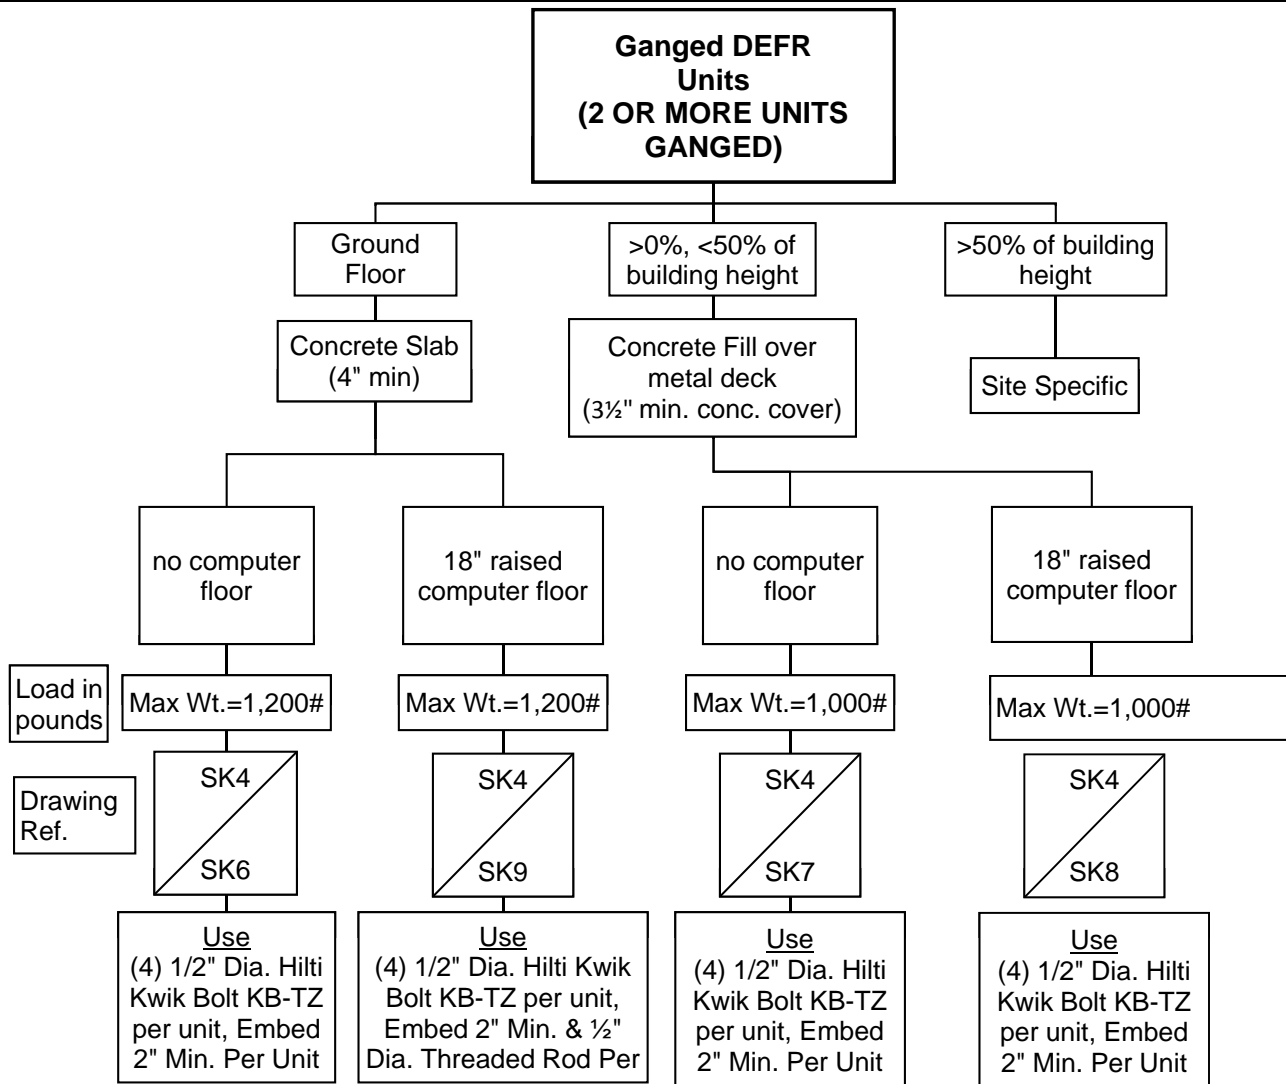 Ganged DEFR
Units
(2 OR MORE UNITS
GANGED)
Ground
Floor
>0%, <50% of
building height
>50% of building
height
Concrete Slab
(4" min)
Concrete Fill over
metal deck
(3½" min. conc. cover)
Site Specific
no computer
floor
18" raised
computer floor
no computer
floor
18" raised
computer floor
Load in
pounds
Max Wt.=1,200#
Max Wt.=1,200#
Max Wt.=1,000#
Max Wt.=1,000#
Drawing
Ref.
SK4
SK6
SK4
SK9
SK4
SK7
SK4
SK8
Use
(4) 1/2" Dia. Hilti
Kwik Bolt KB-TZ
per unit, Embed
2" Min. Per Unit
Use
(4) 1/2" Dia. Hilti Kwik
Bolt KB-TZ per unit,
Embed 2" Min. & ½"
Dia. Threaded Rod Per
Use
(4) 1/2" Dia. Hilti
Kwik Bolt KB-TZ
per unit, Embed
2" Min. Per Unit
Use
(4) 1/2" Dia. Hilti
Kwik Bolt KB-TZ
per unit, Embed
2" Min. Per Unit